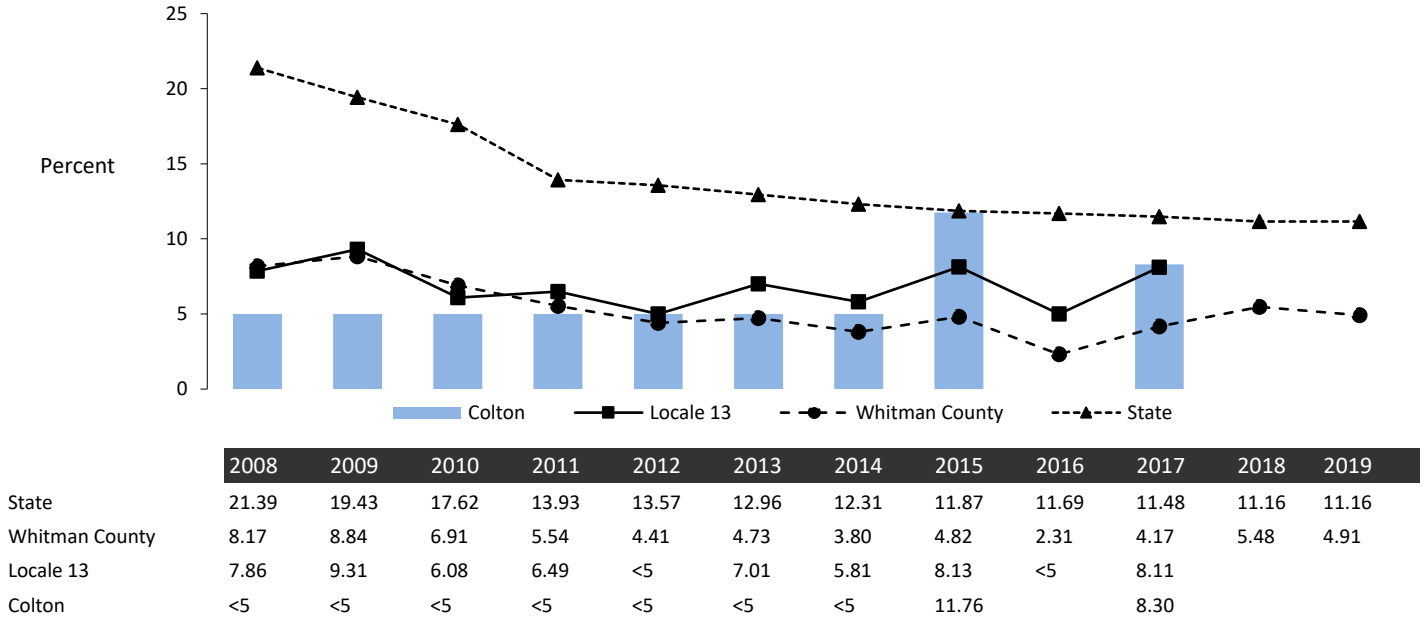 25
20
15
Percent
10
5
0
Colton Locale 13 Whitman County State
2008 2009 2010 2011 2012 2013 2014 2015 2016 2017 2018 2019
State 21.39 19.43 17.62 13.93 13.57 12.96 12.31 11.87 11.69 11.48 11.16 11.16
Whitman County 8.17 8.84 6.91 5.54 4.41 4.73 3.80 4.82 2.31 4.17 5.48 4.91
Locale 13 7.86 9.31 6.08 6.49 <5 7.01 5.81 8.13 <5 8.11
Colton <5 <5 <5 <5 <5 <5 <5 11.76 8.30